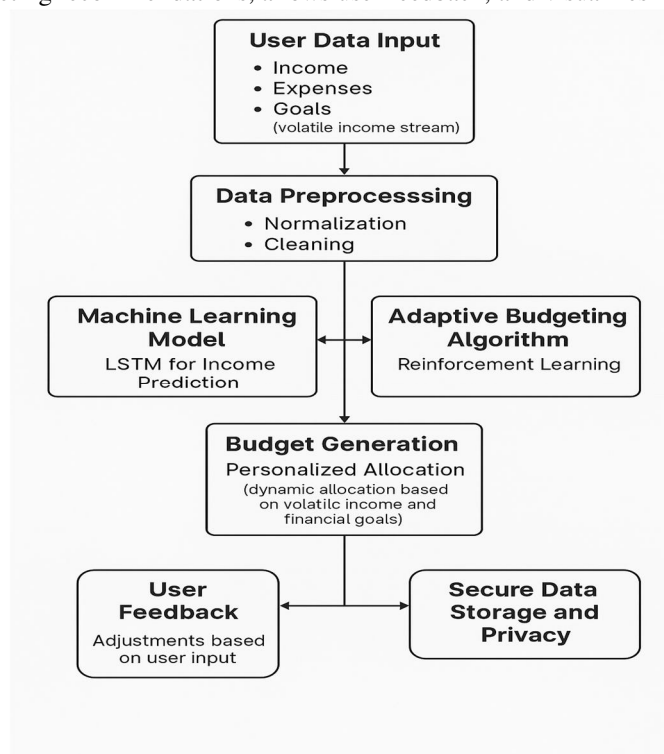 User Data Input
• Income
• Expenses
• Goals
(volatile income stream)
Data Preprocesssing
• Normalization
• Cleaning
Machine Learning
Model
LSTM for Income
Prediction
Adaptive Budgeting
Algorithm
Reinforcement Learning
Budget Generation
Personalized Allocation
(dynamic allocation based
on volatilc income and
financial goals)
User
Feedback
Adjustments based
on user input
Secure Data
Storage and
Privacy